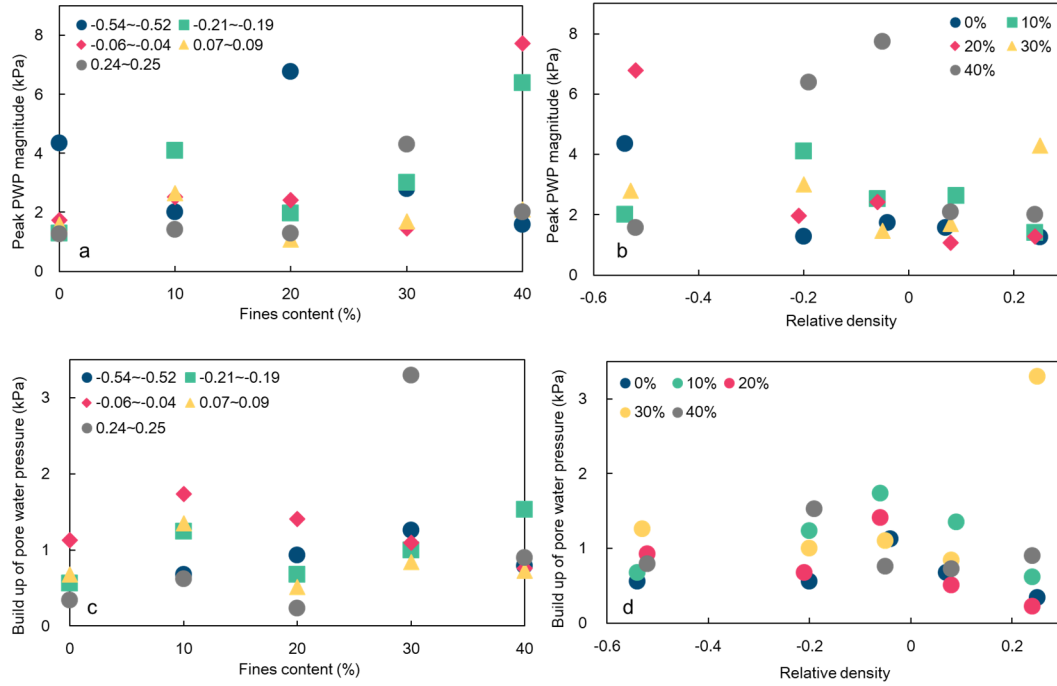 -0.54~-0.52 -0.21~-0.19
-0.06~-0.04 0.07~0.09
0.24~0.25
Peak PWP magnitude (kPa)
8
6
4
2
0
a
0 10 20 30 40
Fines content (%)
0% 10%
20% 30%
40%
Peak PWP magnitude (kPa)
8
6
4
2
0
b
-0.6 -0.4 -0.2 0 0.2
Relative density
-0.54~-0.52 -0.21~-0.19
-0.06~-0.04 0.07~0.09
0.24~0.25
Build up of pore water pressure (kPa)
3
2
1
0
c
0 10 20 30 40
Fines content (%)
0% 10% 20%
30% 40%
Build up of pore water pressure (kPa)
3
2
1
0
d
-0.6 -0.4 -0.2 0 0.2
Relative density